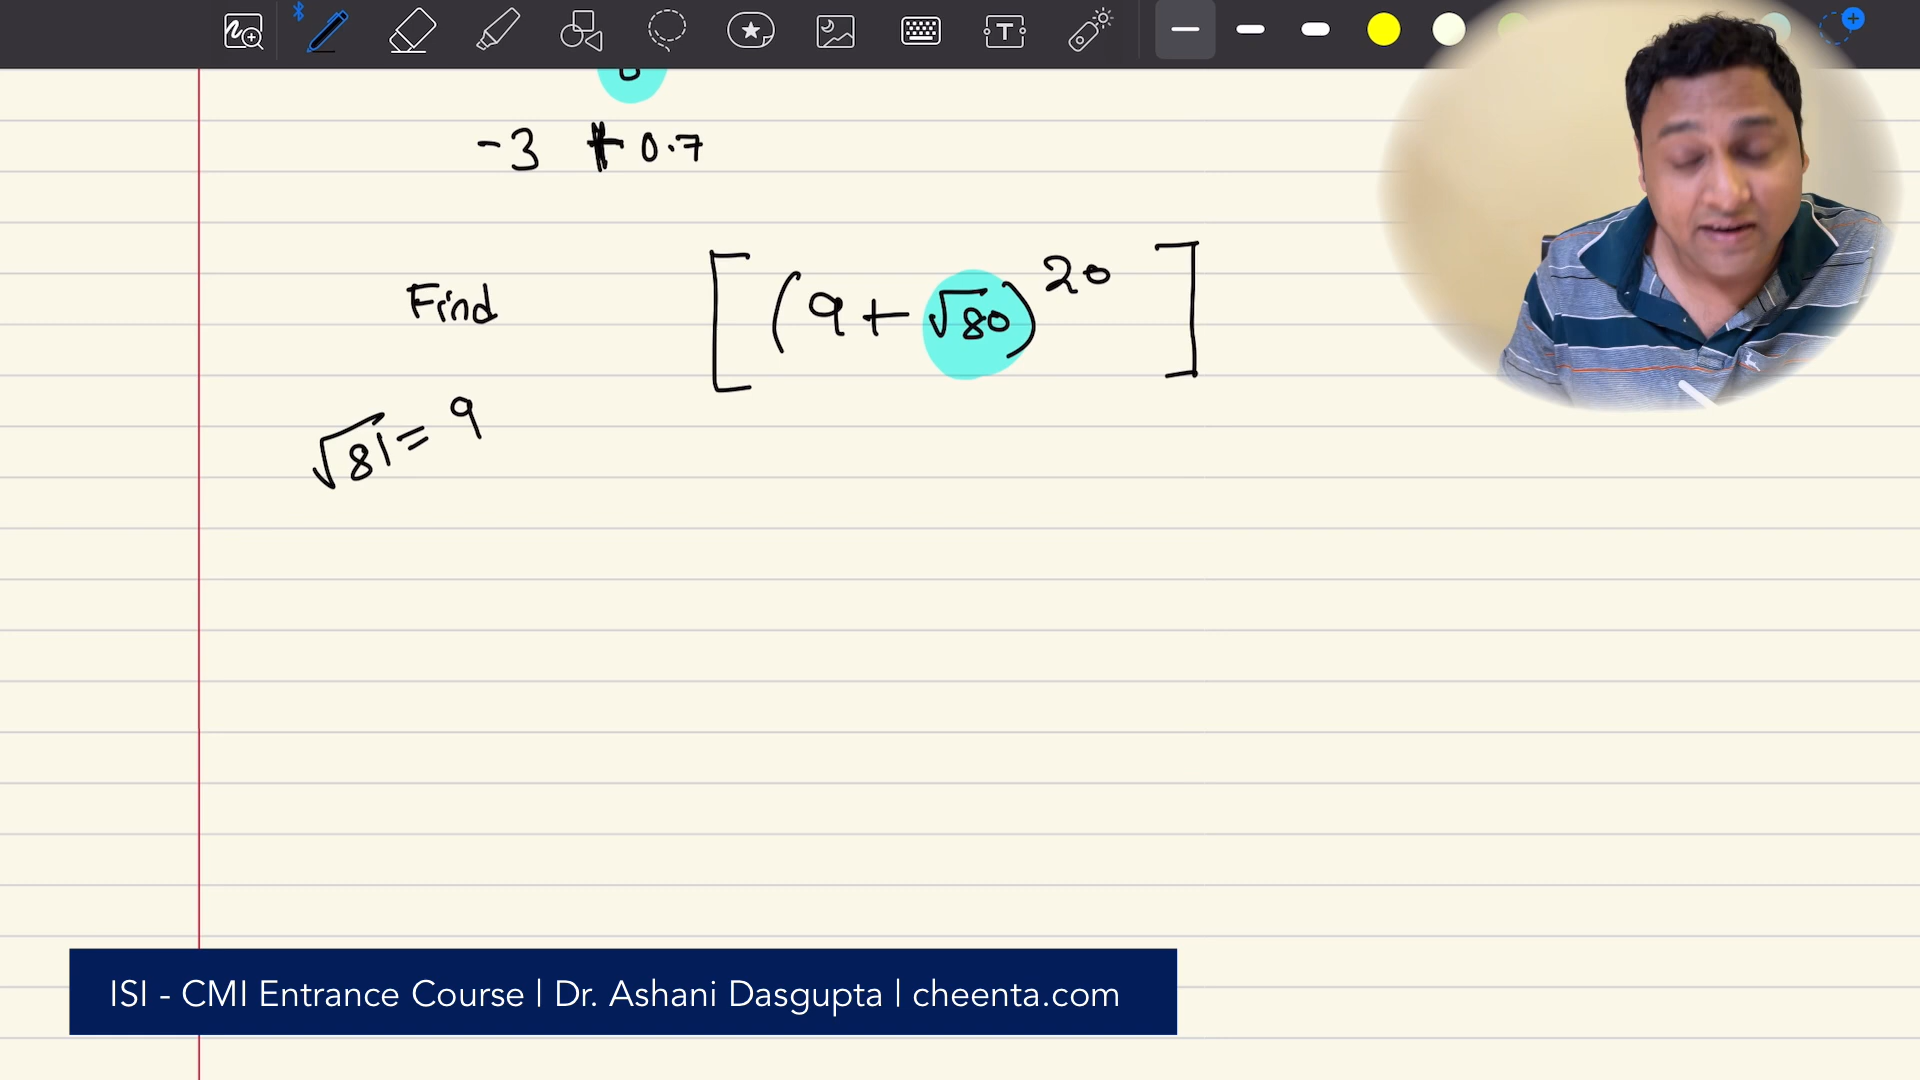 -3 + 0.7
Find [ (9 + √80)^20 ]
√81 = 9
ISI - CMI Entrance Course | Dr. Ashani Dasgupta | cheenta.com